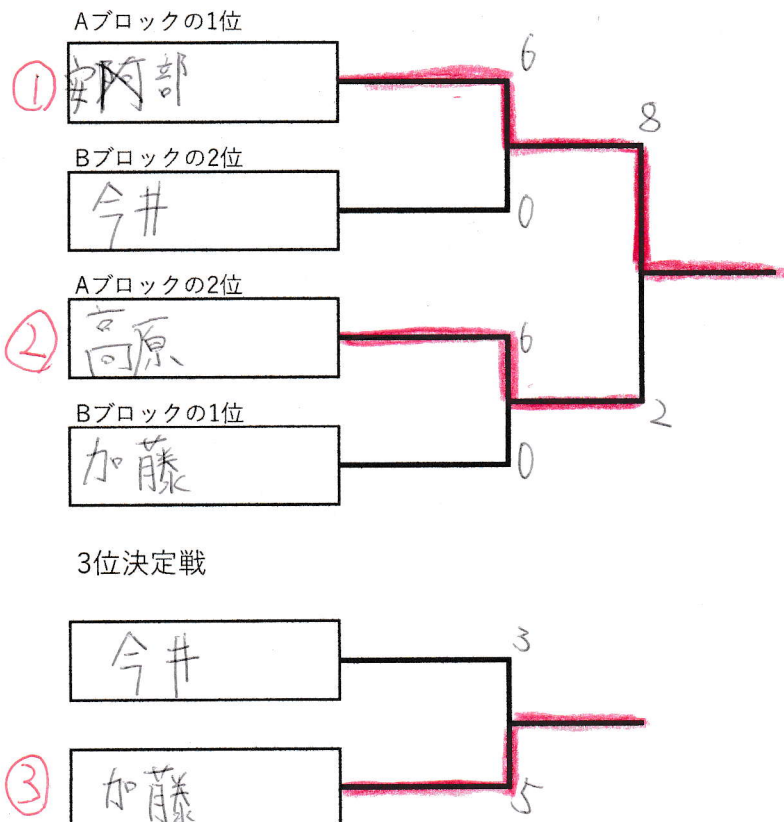 Aブロックの1位
① 阿部
6
8
Bブロックの2位
今井
0
Aブロックの2位
② 高原
6
Bブロックの1位
2
加藤
0
3位決定戦
今井
3
③ 加藤
5